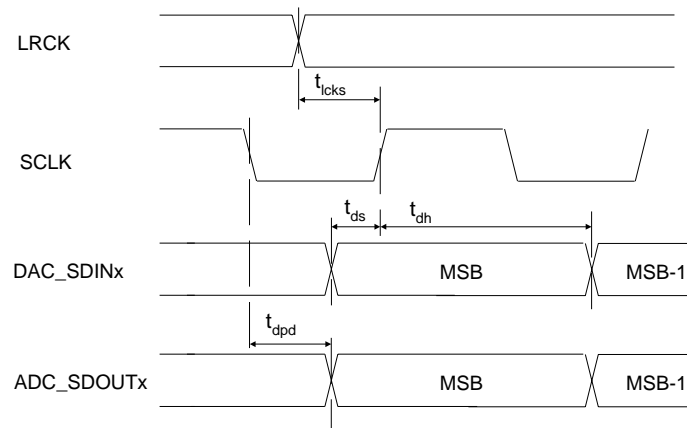 LRCK
t_lcks
SCLK
t_ds t_dh
DAC_SDINx MSB MSB-1
t_dpd
ADC_SDOUTx MSB MSB-1